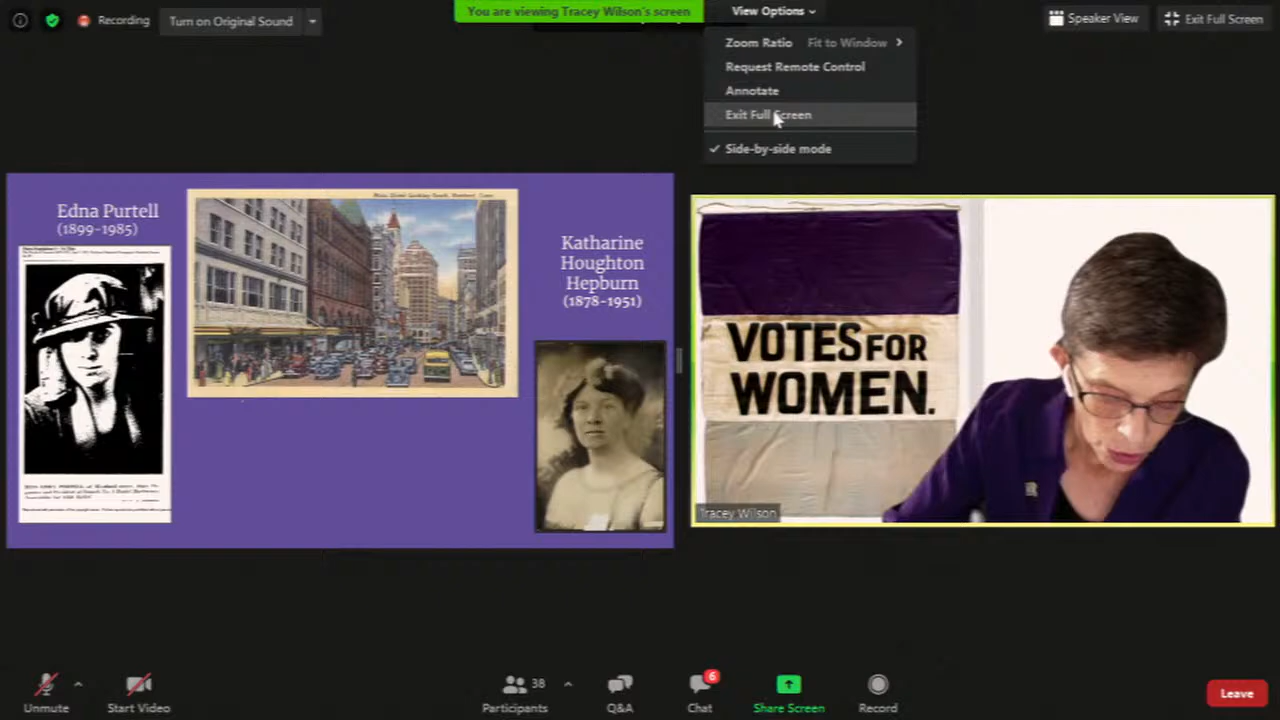 Recording
Turn on Original Sound
You are viewing Tracey Wilson's screen
View Options
Speaker View
Exit Full Screen
Zoom Ratio Fit to Window
Request Remote Control
Annotate
Exit Full Screen
Side-by-side mode
Edna Purtell
(1899-1985)
Katharine
Houghton
Hepburn
(1878-1951)
VOTES FOR
WOMEN.
Tracey Wilson
Unmute
Start Video
38
Participants
Q&A
6
Chat
Share Screen
Record
Leave